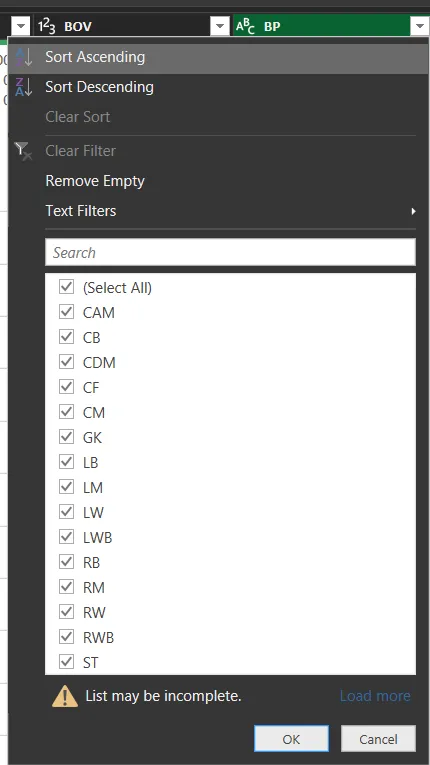 1²3 BOV ABC BP
Sort Ascending
Sort Descending
Clear Sort
Clear Filter
Remove Empty
Text Filters
Search
(Select All)
CAM
CB
CDM
CF
CM
GK
LB
LM
LW
LWB
RB
RM
RW
RWB
ST
List may be incomplete. Load more
OK Cancel